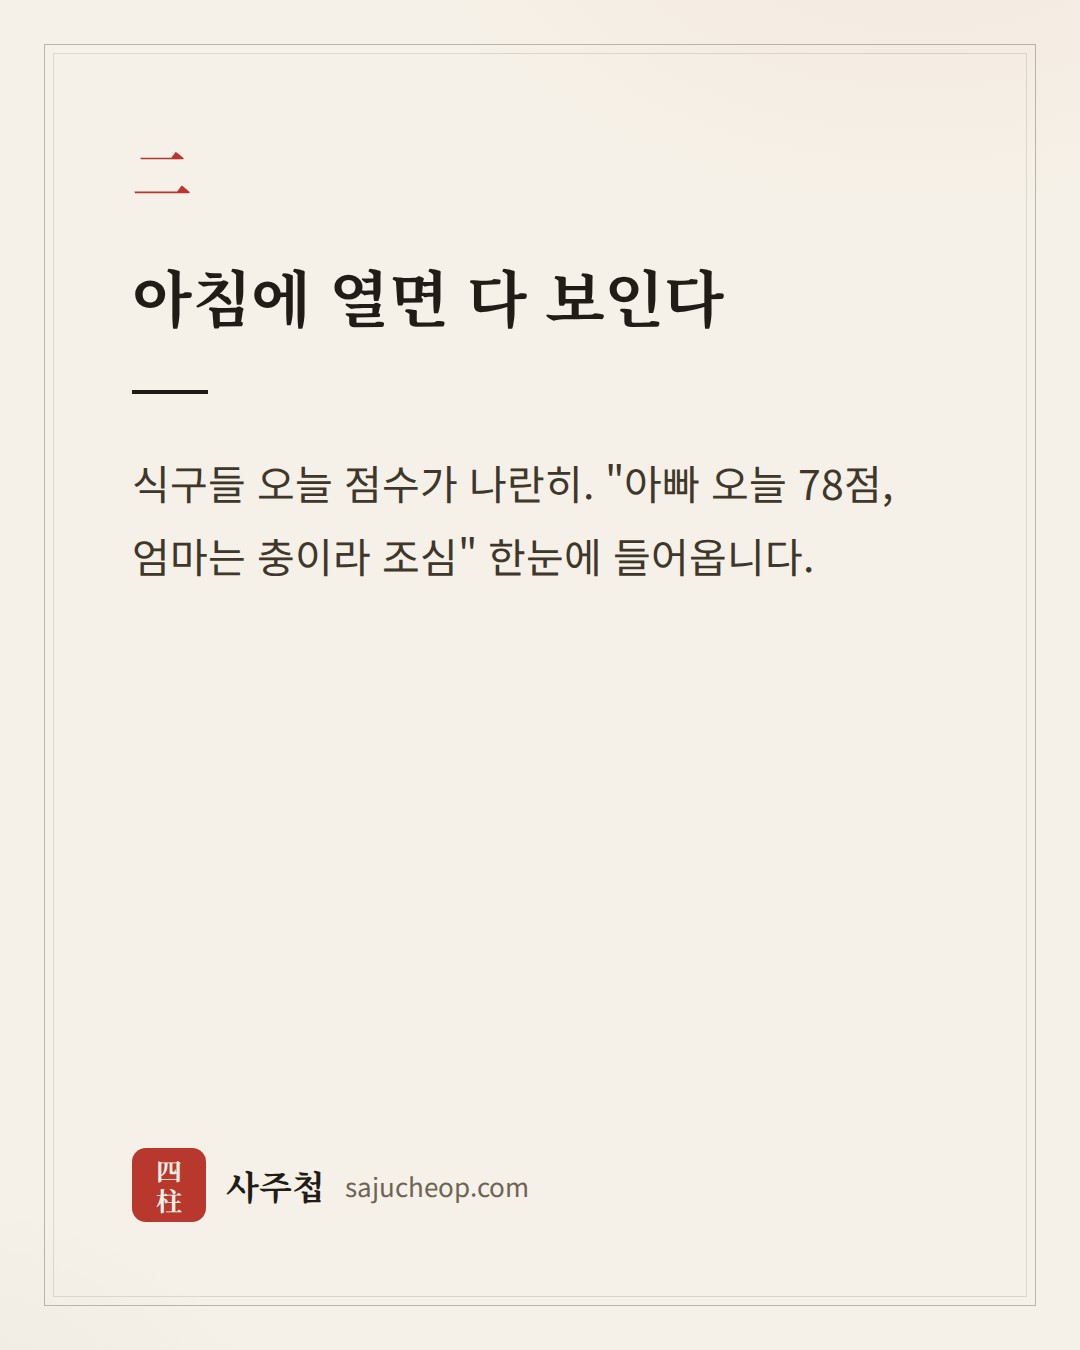 二
아침에 열면 다 보인다
식구들 오늘 점수가 나란히. "아빠 오늘 78점,
엄마는 충이라 조심" 한눈에 들어옵니다.
四
柱
사주첩 sajucheop.com